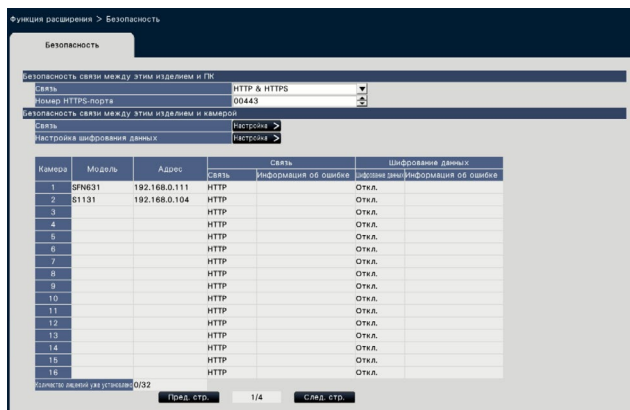 Функция расширения > Безопасность
Безопасность
Безопасность связи между этим изделием и ПК
Связь HTTP & HTTPS
Номер HTTPS-порта 00443
Безопасность связи между этим изделием и камерой
Связь Настройка >
Настройка шифрования данных Настройка >
Камера Модель Адрес Связь Шифрование данных
Связь Информация об ошибке Шифрование данных Информация об ошибке
1 SFN631 192.168.0.111 HTTP Откл.
2 S1131 192.168.0.104 HTTP Откл.
3 HTTP Откл.
4 HTTP Откл.
5 HTTP Откл.
6 HTTP Откл.
7 HTTP Откл.
8 HTTP Откл.
9 HTTP Откл.
10 HTTP Откл.
11 HTTP Откл.
12 HTTP Откл.
13 HTTP Откл.
14 HTTP Откл.
15 HTTP Откл.
16 HTTP Откл.
Количество лицензий уже установлено 0/32
Пред. стр. 1/4 След. стр.